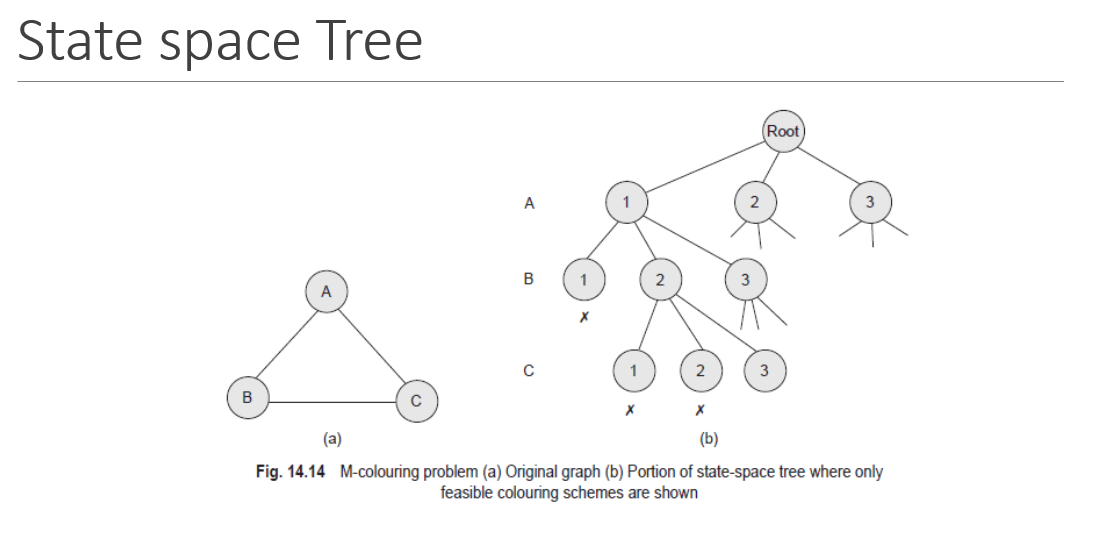 State space Tree
Root
A
1
2
3
B
1
2
3
✗
A
C
1
2
3
B
C
✗
✗
(a)
(b)
Fig. 14.14 M-colouring problem (a) Original graph (b) Portion of state-space tree where only
feasible colouring schemes are shown